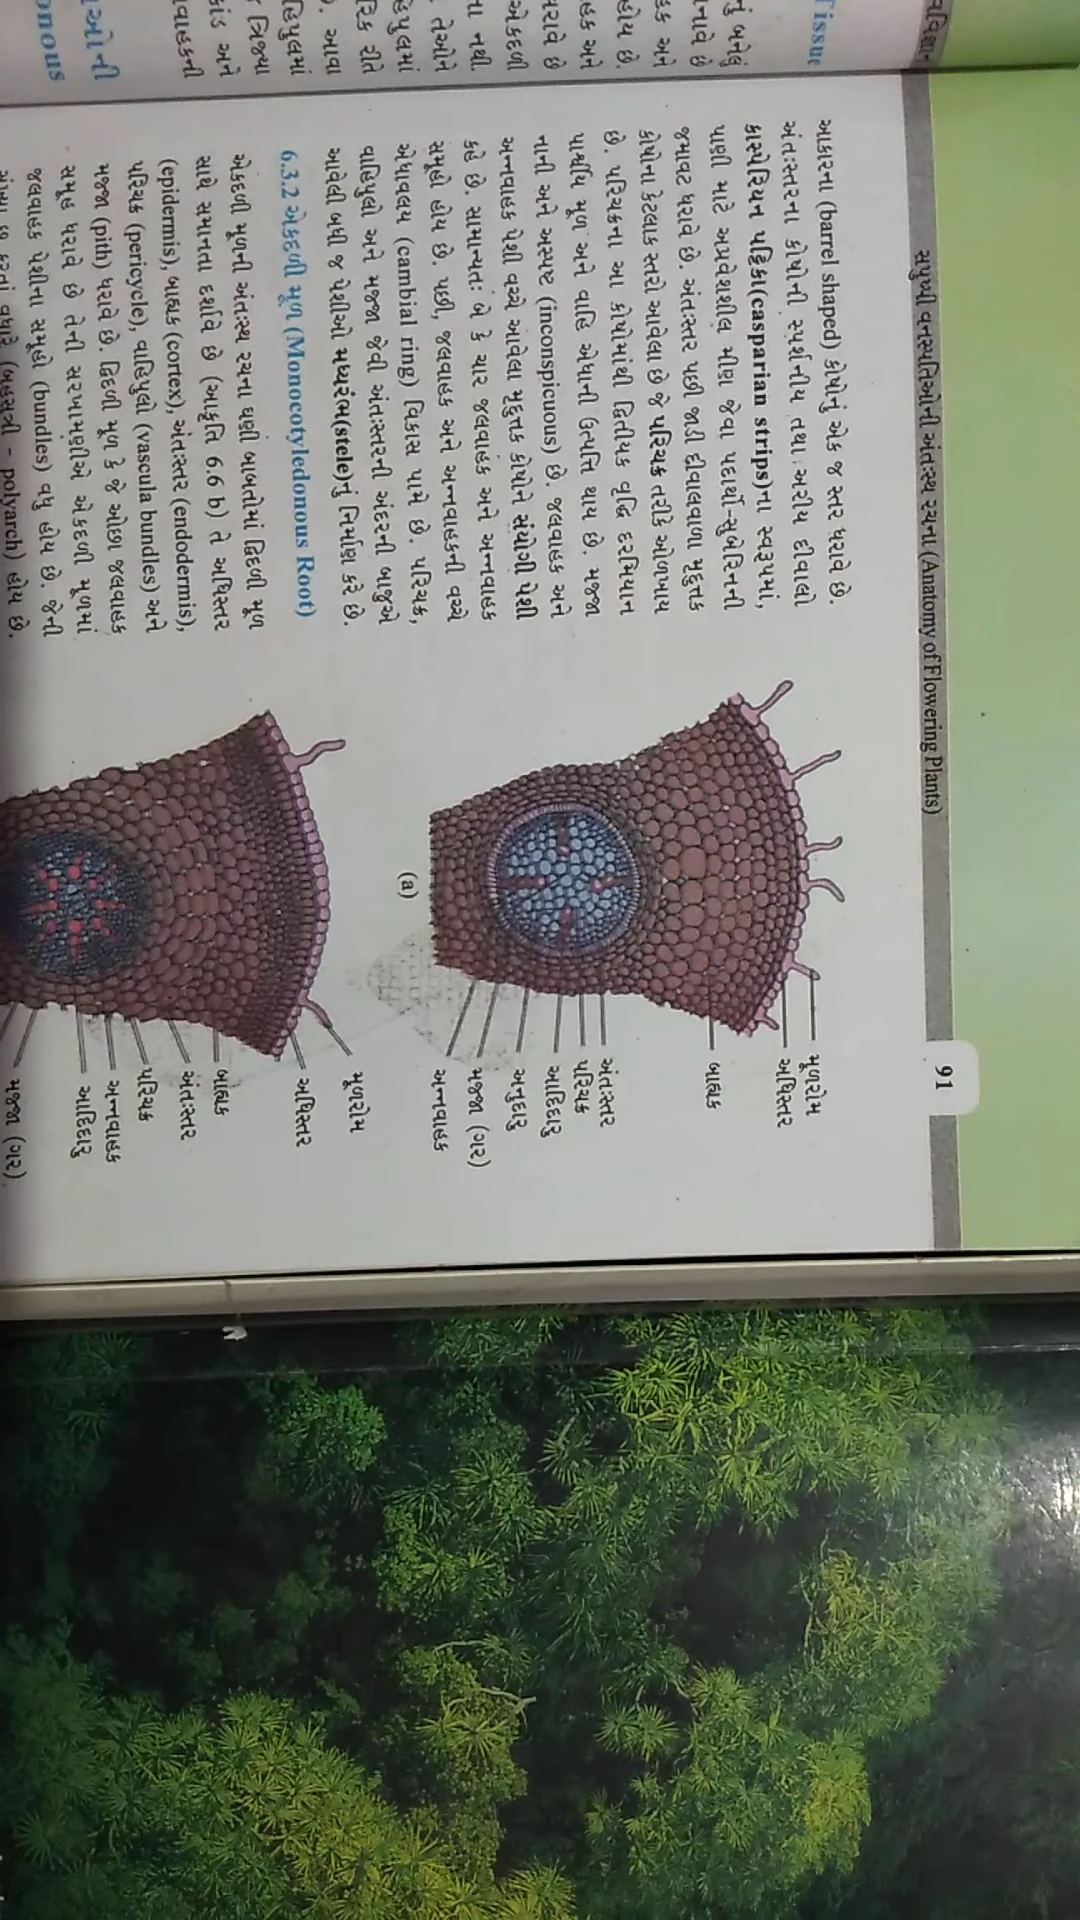 સપુષ્પી વનસ્પતિઓની અંતઃસ્થ રચના (Anatomy of Flowering Plants)
91
આકારના (barrel shaped) કોષોનું એક જ સ્તર ધરાવે છે.
અંતઃસ્તરના કોષોની સ્પર્શનીય તથા અરીય દીવાલો
કાસ્પેરિયન પટ્ટિકા(casparian strips)ના સ્વરૂપમાં,
પાણી માટે અપ્રવેશશીલ મીણ જેવા પદાર્થો-સુબેરિનની
જમાવટ ધરાવે છે. અંતઃસ્તર પછી જાડી દીવાલવાળા મૃદુત્તક
કોષોના કેટલાક સ્તરો આવેલા છે જે પરિચક્ર તરીકે ઓળખાય
છે. પરિચક્રના આ કોષોમાંથી દ્વિતીયક વૃદ્ધિ દરમિયાન
પાર્શ્વીય મૂળ અને વાહિ એધાની ઉત્પત્તિ થાય છે. મજ્જા
નાની અને અસ્પષ્ટ (inconspicuous) છે. જલવાહક અને
અન્નવાહક પેશી વચ્ચે આવેલા મૃદુત્તક કોષોને સંયોગી પેશી
કહે છે. સામાન્યતઃ બે કે ચાર જલવાહક અને અન્નવાહક
સમૂહો હોય છે. પછી, જલવાહક અને અન્નવાહકની વચ્ચે
એધાવલય (cambial ring) વિકાસ પામે છે. પરિચક્ર,
વાહિપુલો અને મજ્જા જેવી અંતઃસ્તરની અંદરની બાજુએ
આવેલી બધી જ પેશીઓ મધ્યરંભ(stele)નું નિર્માણ કરે છે.
6.3.2 એકદળી મૂળ (Monocotyledonous Root)
એકદળી મૂળની અંતઃસ્થ રચના ઘણી બાબતોમાં દ્વિદળી મૂળ
સાથે સમાનતા દર્શાવે છે (આકૃતિ 6.6 b) તે અધિસ્તર
(epidermis), બાહ્યક (cortex), અંતઃસ્તર (endodermis),
પરિચક્ર (pericycle), વાહિપુલો (vascula bundles) અને
મજ્જા (pith) ધરાવે છે. દ્વિદળી મૂળ કે જે ઓછા જલવાહક
સમૂહ ધરાવે છે તેની સરખામણીએ એકદળી મૂળમાં
જલવાહક પેશીના સમૂહો (bundles) વધુ હોય છે. જેની
સંખ્યા છ કરતાં વધારે (બહુસૂત્રી – polyarch) હોય છે.
મૂળરોમ
અધિસ્તર
બાહ્યક
અંતઃસ્તર
પરિચક્ર
આદિદારુ
અનુદારુ
મજ્જા (ગર)
અન્નવાહક
(a)
મૂળરોમ
અધિસ્તર
બાહ્યક
અંતઃસ્તર
પરિચક્ર
અન્નવાહક
આદિદારુ
મજ્જા (ગર)